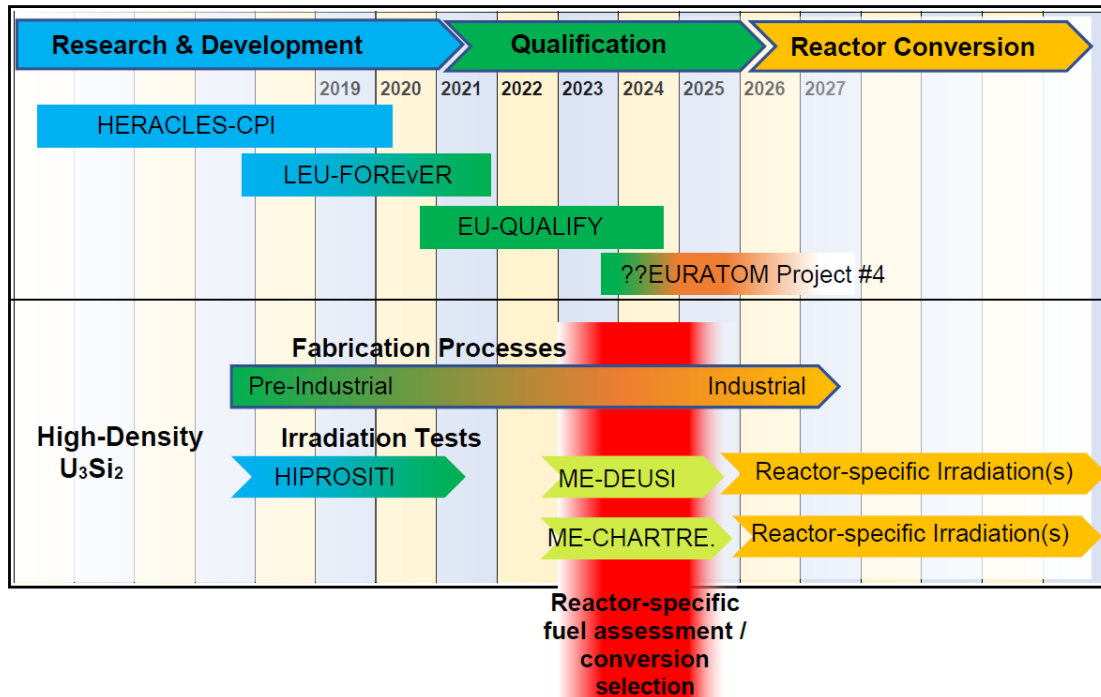 Research & Development Qualification Reactor Conversion
2019 2020 2021 2022 2023 2024 2025 2026 2027
HERACLES-CPI
LEU-FOREvER
EU-QUALIFY
??EURATOM Project #4
Fabrication Processes
Pre-Industrial Industrial
High-Density
U₃Si₂
Irradiation Tests
HIPROSITI ME-DEUSI Reactor-specific Irradiation(s)
ME-CHARTRE. Reactor-specific Irradiation(s)
Reactor-specific
fuel assessment /
conversion
selection